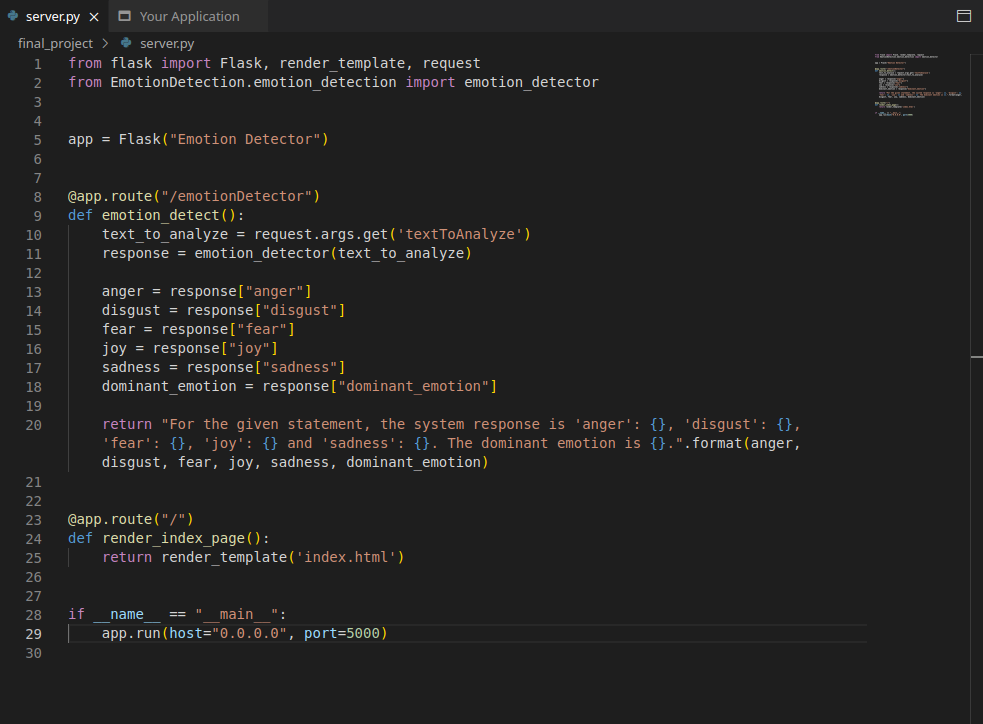 server.py Your Application
final_project > server.py
1 from flask import Flask, render_template, request
2 from EmotionDetection.emotion_detection import emotion_detector
3
4
5 app = Flask("Emotion Detector")
6
7
8 @app.route("/emotionDetector")
9 def emotion_detect():
10     text_to_analyze = request.args.get('textToAnalyze')
11     response = emotion_detector(text_to_analyze)
12
13     anger = response["anger"]
14     disgust = response["disgust"]
15     fear = response["fear"]
16     joy = response["joy"]
17     sadness = response["sadness"]
18     dominant_emotion = response["dominant_emotion"]
19
20     return "For the given statement, the system response is 'anger': {}, 'disgust': {},
    'fear': {}, 'joy': {} and 'sadness': {}. The dominant emotion is {}.".format(anger,
    disgust, fear, joy, sadness, dominant_emotion)
21
22
23 @app.route("/")
24 def render_index_page():
25     return render_template('index.html')
26
27
28 if __name__ == "__main__":
29     app.run(host="0.0.0.0", port=5000)
30